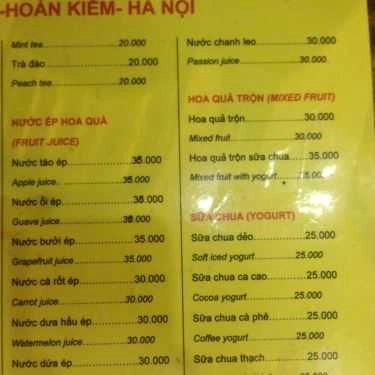 -HOÀN KIẾM- HÀ NỘI
Mint tea..................20.000
Trà đào..................20.000
Peach tea..................20.000
NƯỚC ÉP HOA QUẢ
(FRUIT JUICE)
Nước táo ép..................35.000
Apple juice..................35.000
Nước ổi ép..................35.000
Guava juice..................35.000
Nước bưởi ép..................35.000
Grapefruit juice..................35.000
Nước cà rốt ép..................30.000
Carrot juice..................30.000
Nước dưa hấu ép..................30.000
Watermelon juice..................30.000
Nước dứa ép..................30.000
Nước chanh leo..................30.000
Passion juice..................30.000
HOA QUẢ TRỘN (MIXED FRUIT)
Hoa quả trộn..................30.000
Mixed fruit..................30.000
Hoa quả trộn sữa chua..................35.000
Mixed fruit with yogurt..................35.000
SỮA CHUA (YOGURT)
Sữa chua dẻo..................25.000
Soft iced yogurt..................25.000
Sữa chua ca cao..................25.000
Cocoa yogurt..................25.000
Sữa chua cà phê..................25.000
Coffee yogurt..................25.000
Sữa chua thạch..................25.000